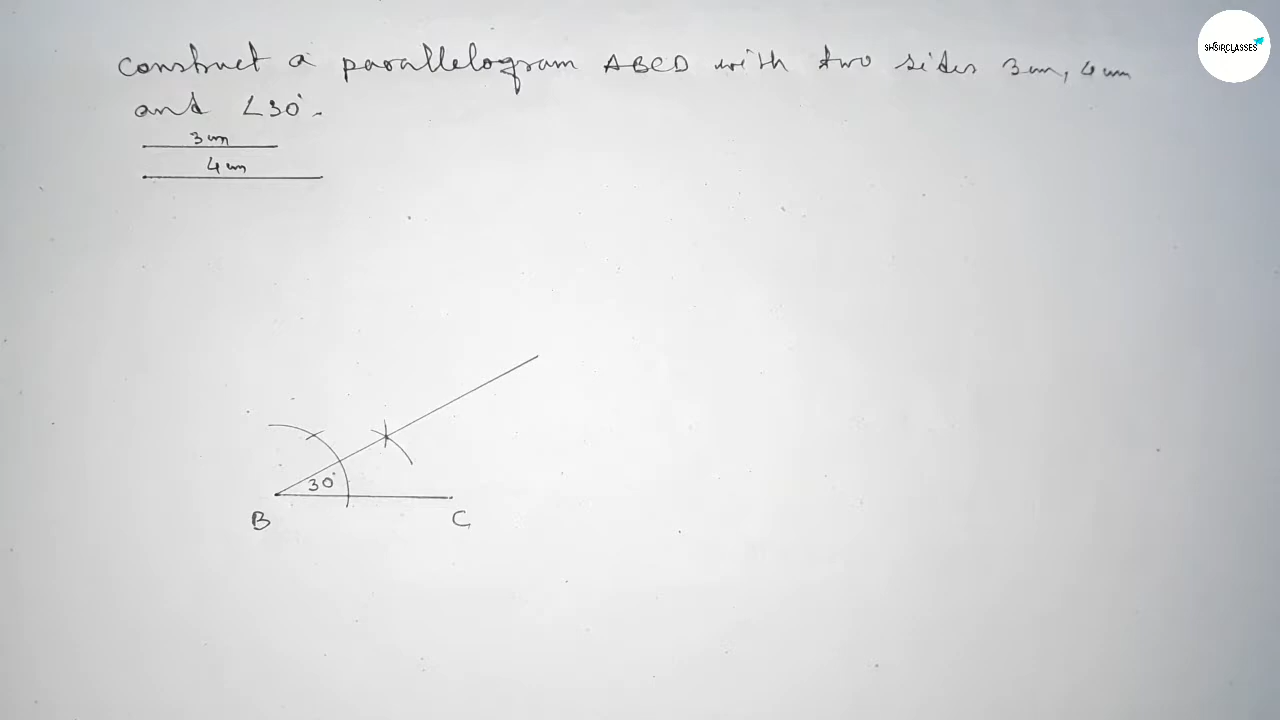 construct a parallelogram ABCD with two sides 3cm, 4cm
and ∠30°.
3cm
4cm
30°
B
C
SHSIRCLASSES